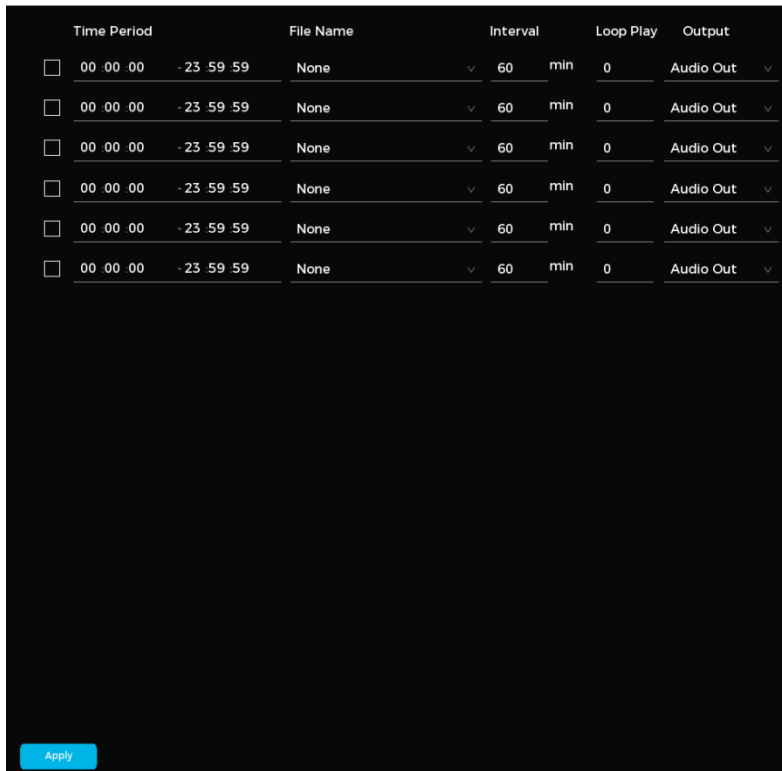 Time Period File Name Interval Loop Play Output
00 :00 :00 - 23 :59 :59 None 60 min 0 Audio Out
00 :00 :00 - 23 :59 :59 None 60 min 0 Audio Out
00 :00 :00 - 23 :59 :59 None 60 min 0 Audio Out
00 :00 :00 - 23 :59 :59 None 60 min 0 Audio Out
00 :00 :00 - 23 :59 :59 None 60 min 0 Audio Out
00 :00 :00 - 23 :59 :59 None 60 min 0 Audio Out
Apply